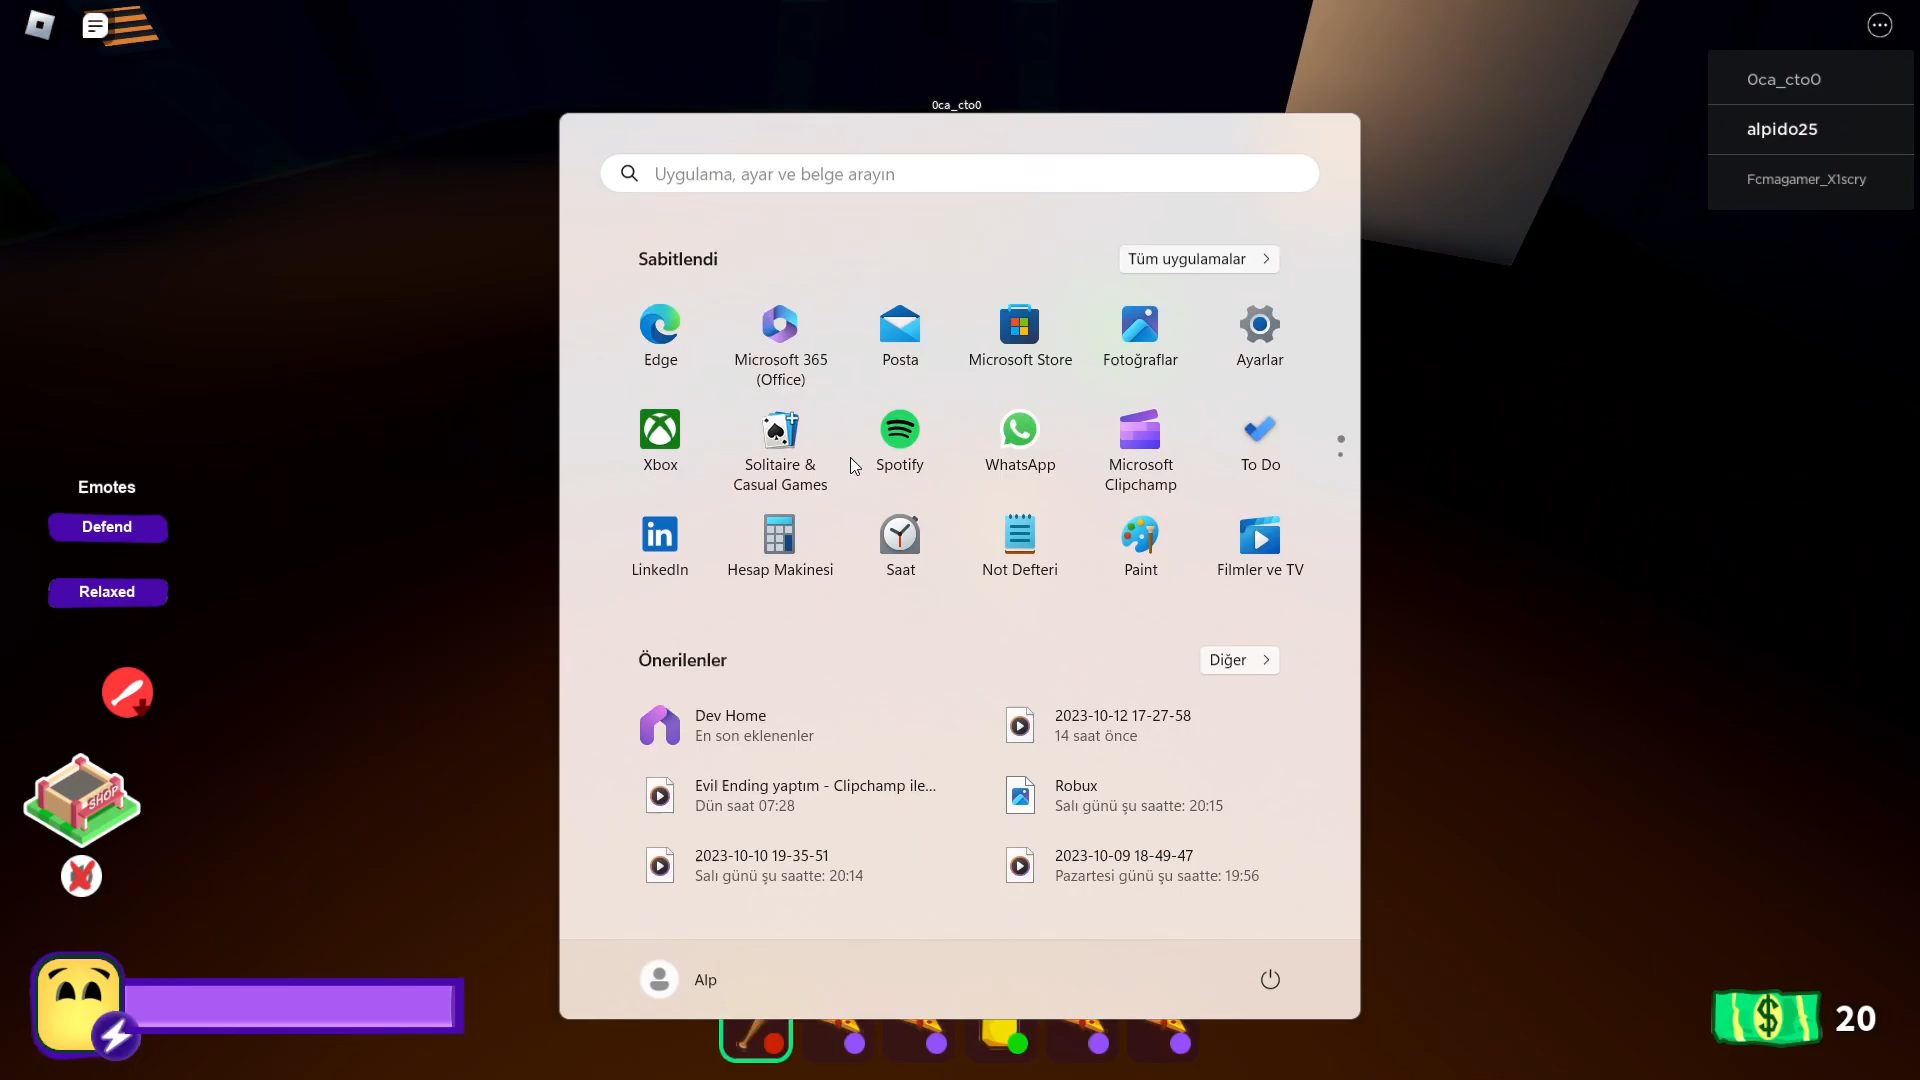 0ca_cto0
0ca_cto0
alpido25
Fcmagamer_X1scry
Uygulama, ayar ve belge arayın
Sabitlendi
Tüm uygulamalar
Edge
Microsoft 365
(Office)
Posta
Microsoft Store
Fotoğraflar
Ayarlar
Xbox
Solitaire &
Casual Games
Spotify
WhatsApp
Microsoft
Clipchamp
To Do
LinkedIn
Hesap Makinesi
Saat
Not Defteri
Paint
Filmler ve TV
Önerilenler
Diğer
Dev Home
En son eklenenler
2023-10-12 17-27-58
14 saat önce
Evil Ending yaptım - Clipchamp ile...
Dün saat 07:28
Robux
Salı günü şu saatte: 20:15
2023-10-10 19-35-51
Salı günü şu saatte: 20:14
2023-10-09 18-49-47
Pazartesi günü şu saatte: 19:56
Alp
Emotes
Defend
Relaxed
SHOP
20